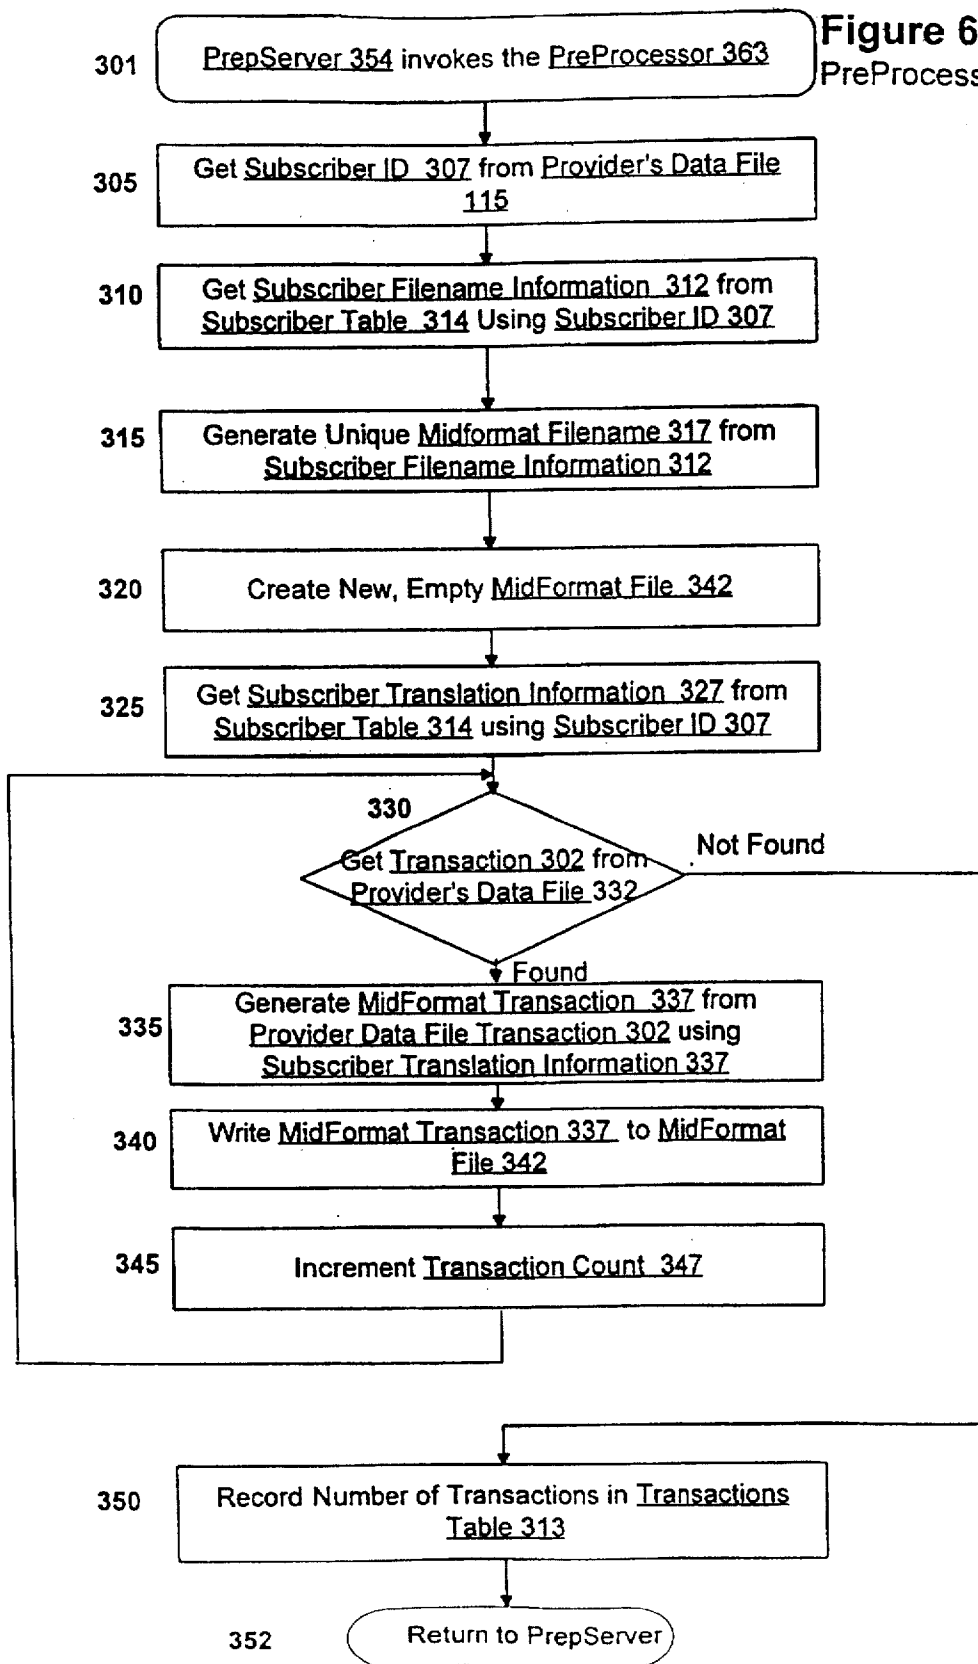 Figure 6
PreProcess
301
PrepServer 354 invokes the PreProcessor 363
305
Get Subscriber ID 307 from Provider's Data File
115
310
Get Subscriber Filename Information 312 from
Subscriber Table 314 Using Subscriber ID 307
315
Generate Unique Midformat Filename 317 from
Subscriber Filename Information 312
320
Create New, Empty MidFormat File 342
325
Get Subscriber Translation Information 327 from
Subscriber Table 314 using Subscriber ID 307
330
Get Transaction 302 from
Provider's Data File 332
Not Found
Found
335
Generate MidFormat Transaction 337 from
Provider Data File Transaction 302 using
Subscriber Translation Information 337
340
Write MidFormat Transaction 337 to MidFormat
File 342
345
Increment Transaction Count 347
350
Record Number of Transactions in Transactions
Table 313
352
Return to PrepServer